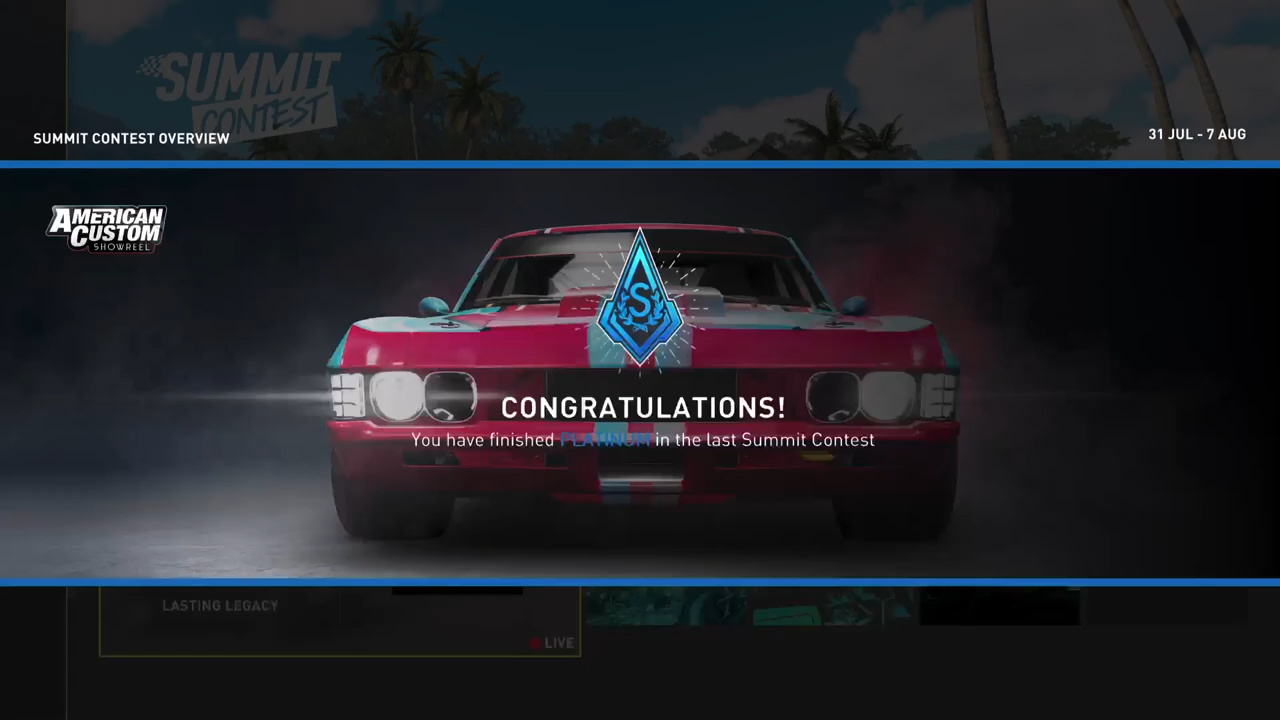 SUMMIT
CONTEST
SUMMIT CONTEST OVERVIEW
31 JUL - 7 AUG
AMERICAN
CUSTOM
SHOWREEL
S
CONGRATULATIONS!
You have finished PLATINUM in the last Summit Contest
LASTING LEGACY
LIVE